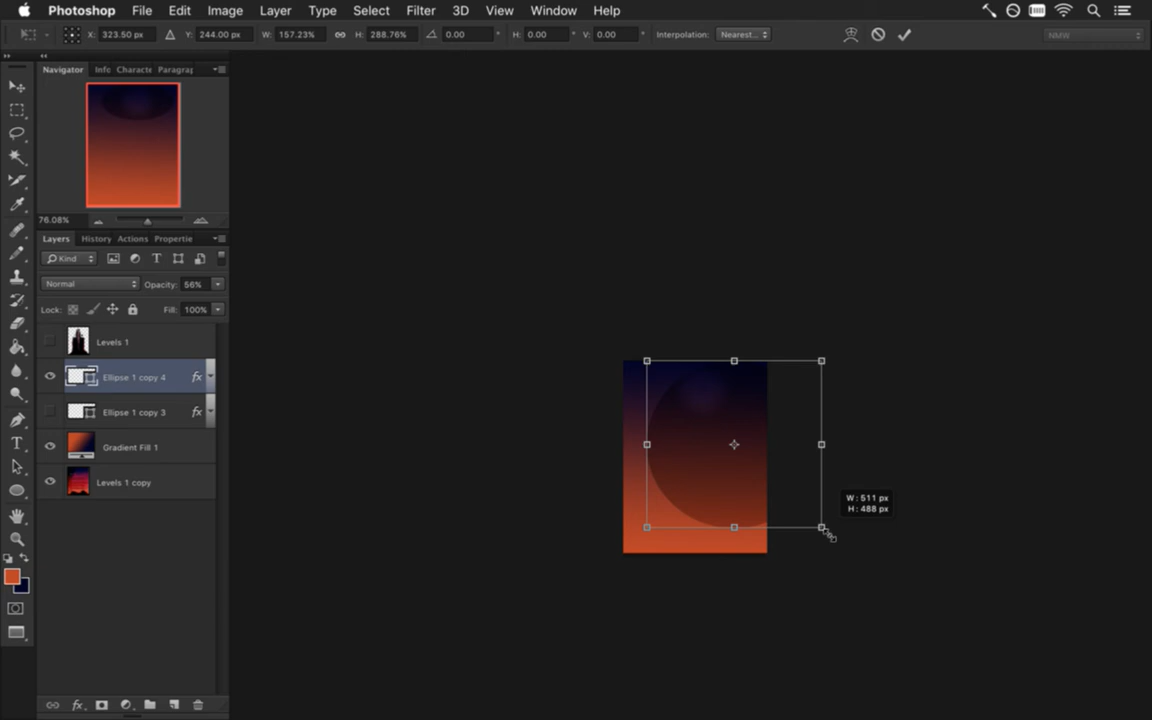 Photoshop File Edit Image Layer Type Select Filter 3D View Window Help
X: 323.50 px Y: 244.00 px W: 157.23% H: 288.76% 0.00 ° H: 0.00 ° V: 0.00 ° Interpolation: Nearest... NMW
Navigator Info Characte Paragrap
76.08%
Layers History Actions Propertie
Kind
Normal Opacity: 56%
Lock: Fill: 100%
Levels 1
Ellipse 1 copy 4 fx
Ellipse 1 copy 3 fx
Gradient Fill 1
Levels 1 copy
W: 511 px
H: 488 px
fx